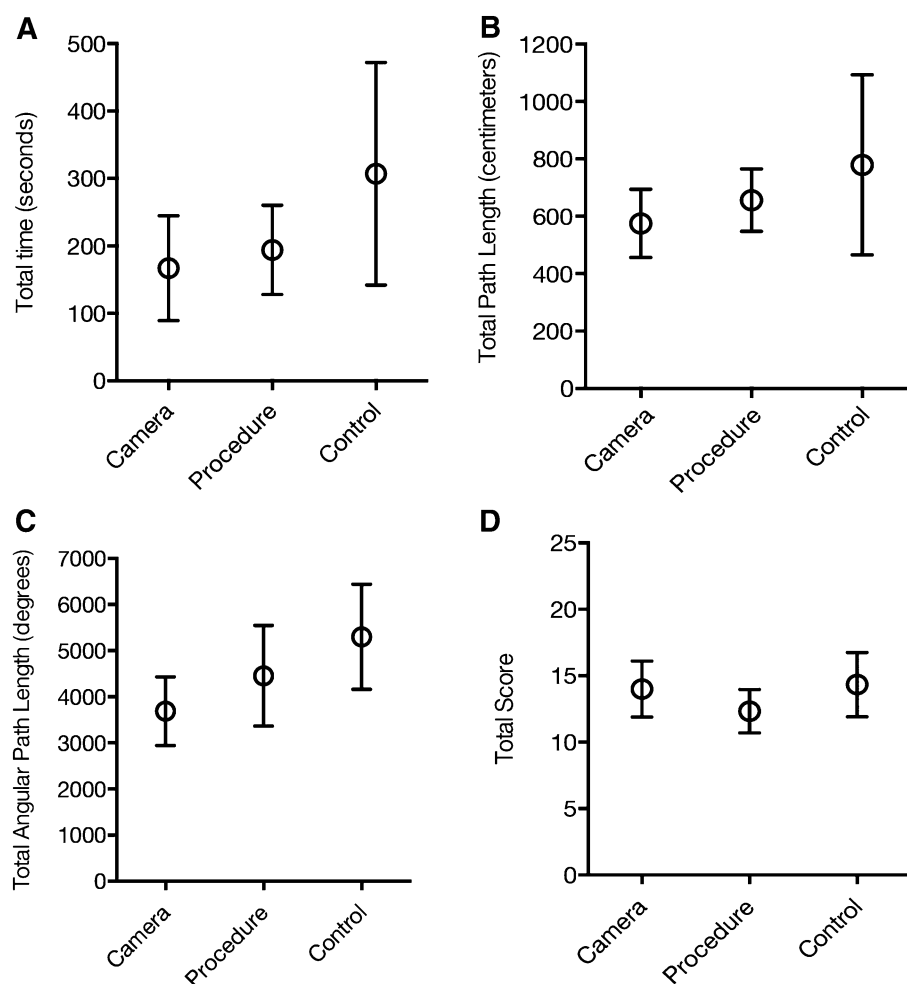 A
Total time (seconds)
500
400
300
200
100
0
Camera
Procedure
Control
B
Total Path Length (centimeters)
1200
1000
800
600
400
200
0
Camera
Procedure
Control
C
Total Angular Path Length (degrees)
7000
6000
5000
4000
3000
2000
1000
0
Camera
Procedure
Control
D
Total Score
25
20
15
10
5
0
Camera
Procedure
Control